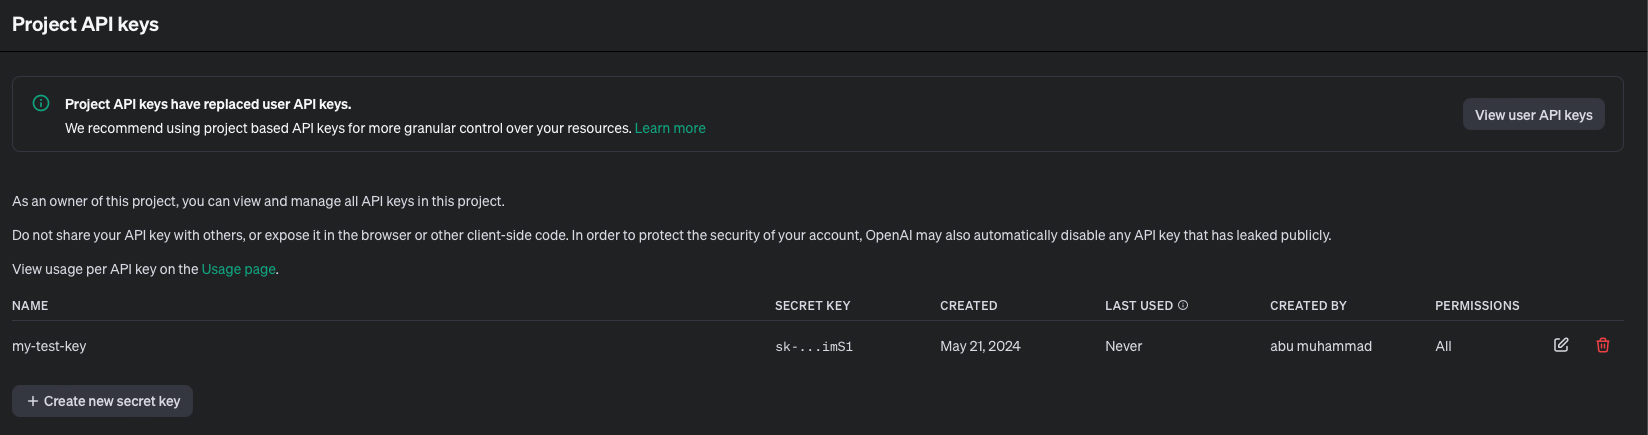 Project API keys
Project API keys have replaced user API keys.
We recommend using project based API keys for more granular control over your resources. Learn more
View user API keys
As an owner of this project, you can view and manage all API keys in this project.
Do not share your API key with others, or expose it in the browser or other client-side code. In order to protect the security of your account, OpenAI may also automatically disable any API key that has leaked publicly.
View usage per API key on the Usage page.
NAME SECRET KEY CREATED LAST USED CREATED BY PERMISSIONS
my-test-key sk-...imS1 May 21, 2024 Never abu muhammad All
+ Create new secret key